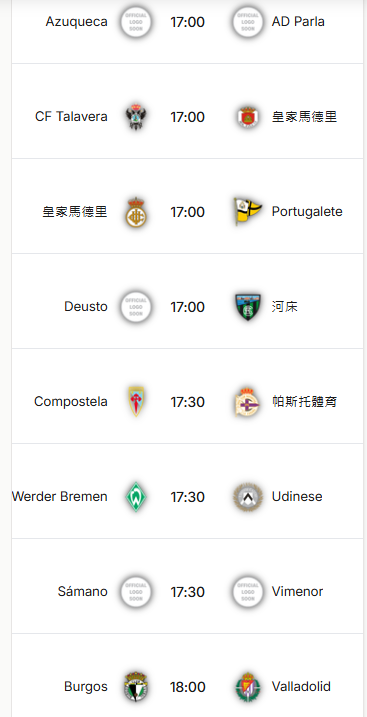 Azuqueca 17:00 AD Parla
CF Talavera 17:00 皇家馬德里
皇家馬德里 17:00 Portugalete
Deusto 17:00 河床
Compostela 17:30 帕斯托體育
Werder Bremen 17:30 Udinese
Sámano 17:30 Vimenor
Burgos 18:00 Valladolid